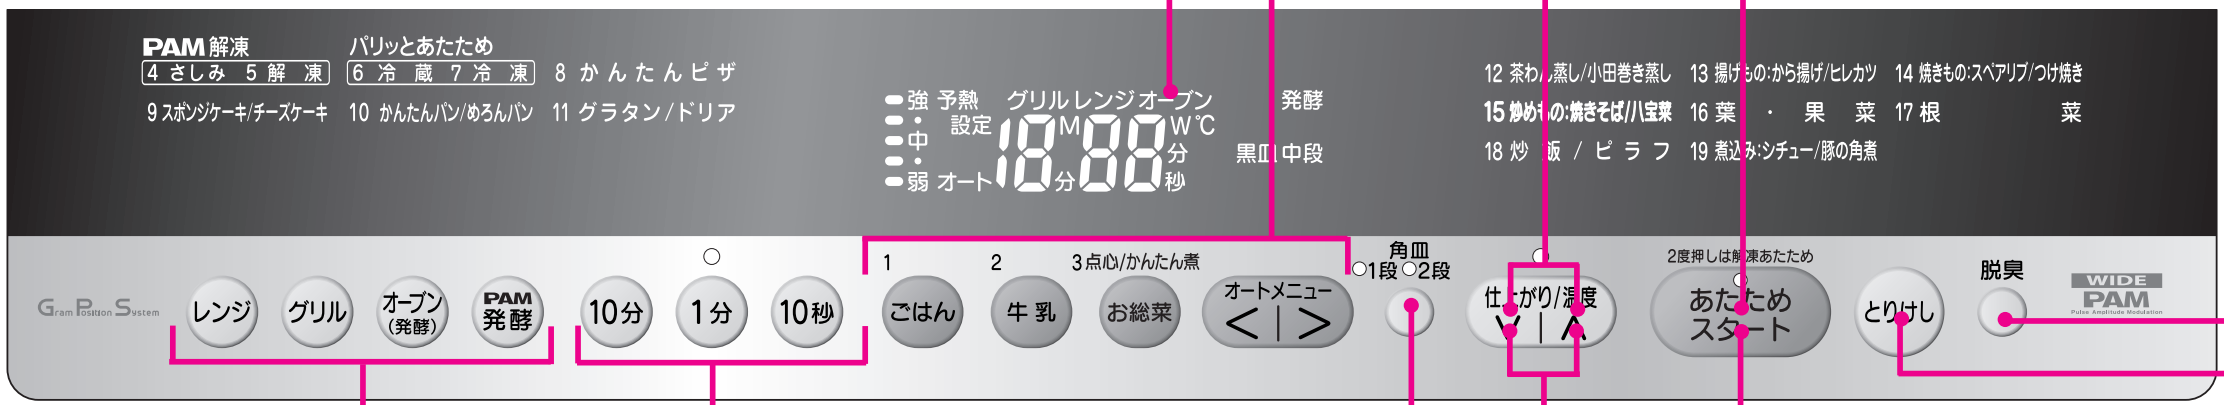 PAM 解凍
4 さしみ 5 解凍
パリッとあたため
6 冷蔵 7 冷凍
8 かんたんピザ
9 スポンジケーキ/チーズケーキ
10 かんたんパン/めろんパン
11 グラタン/ドリア
強 予熱 グリル レンジ オーブン 発酵
・ 設定 18 M 88 W ℃
中
・ 分 黒皿 中段
弱 オート 分 秒
12 茶わん蒸し/小田巻き蒸し 13 揚げもの:から揚げ/ヒレカツ 14 焼きもの:スペアリブ/つけ焼き
15 炒めもの:焼きそば/八宝菜 16 葉・果菜 17 根菜
18 炒飯/ピラフ 19 煮込み:シチュー/豚の角煮
Gram Position System
レンジ
グリル
オーブン
(発酵)
PAM
発酵
10分
1分
10秒
1
ごはん
2
牛乳
3 点心/かんたん煮
お総菜
オートメニュー
< | >
角皿
1段 2段
仕上がり/温度
∨ | ∧
2度押しは解凍あたため
あたため
スタート
とりけし
脱臭
WIDE
PAM
Pulse Amplitude Modulation